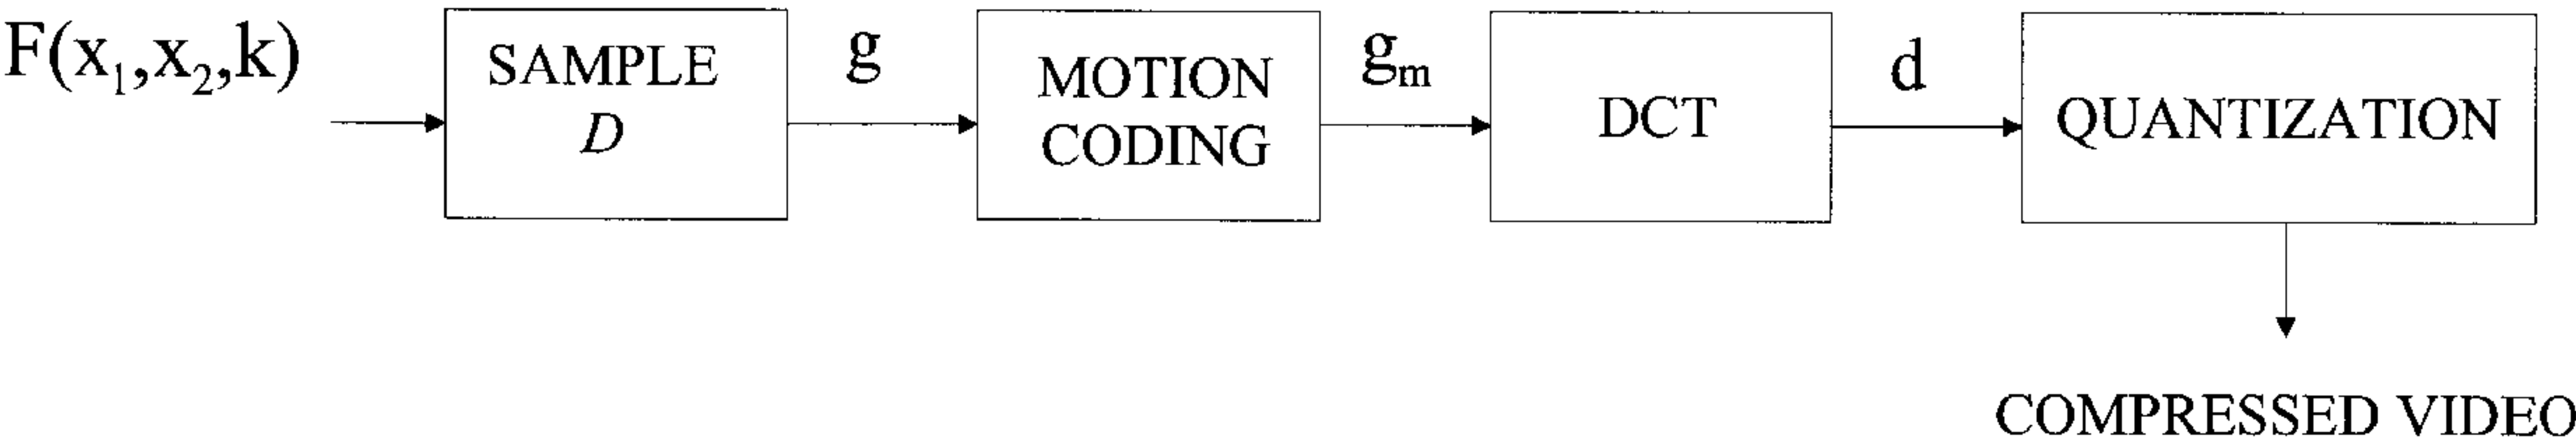 F(x₁,x₂,k)
SAMPLE
D
g
MOTION
CODING
gₘ
DCT
d
QUANTIZATION
COMPRESSED VIDEO